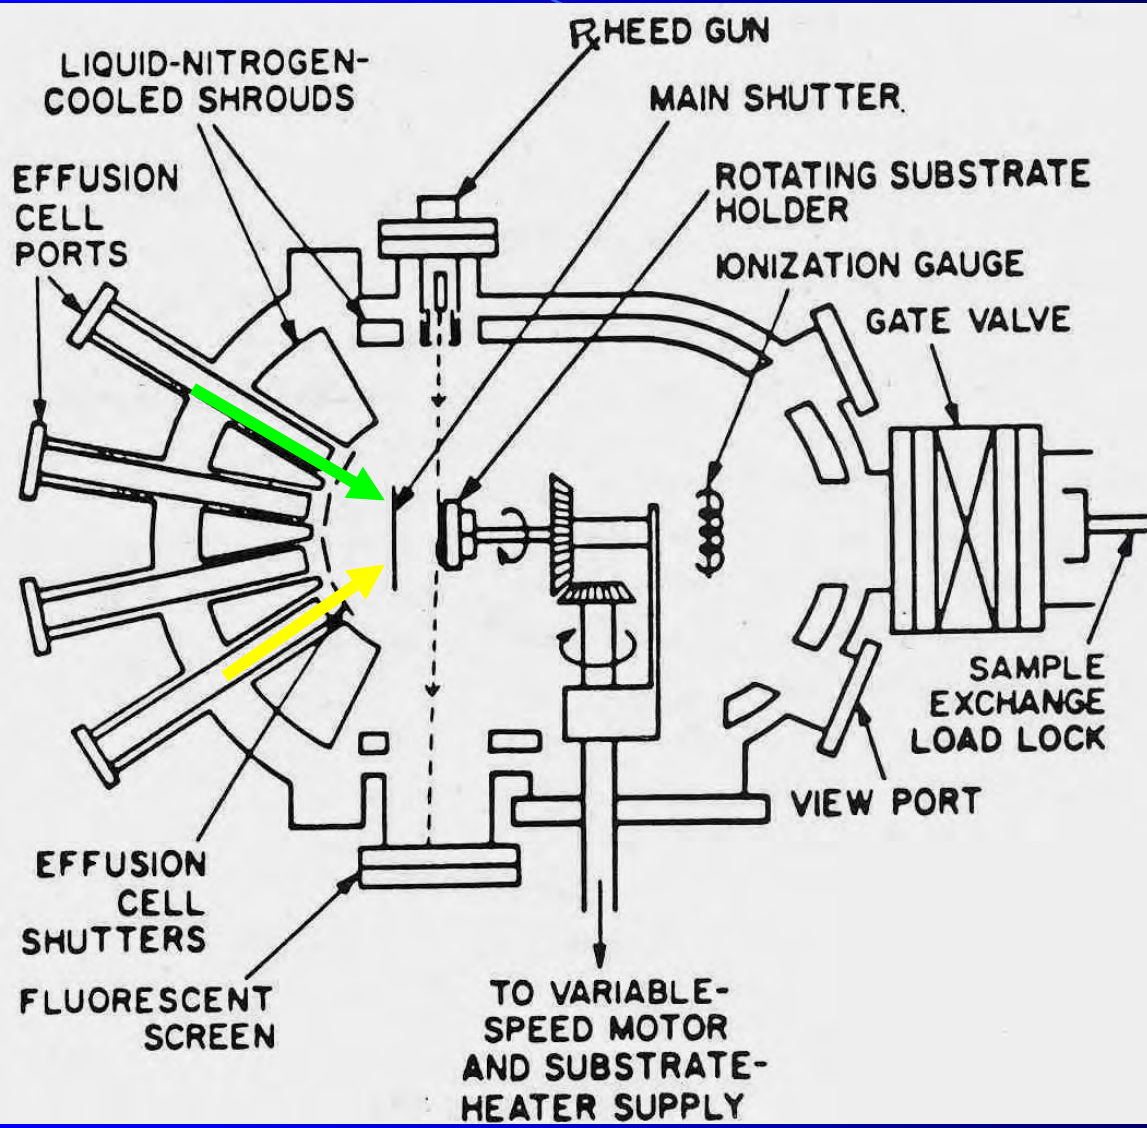 RHEED GUN
LIQUID-NITROGEN-
COOLED SHROUDS
MAIN SHUTTER
EFFUSION
CELL
PORTS
ROTATING SUBSTRATE
HOLDER
IONIZATION GAUGE
GATE VALVE
SAMPLE
EXCHANGE
LOAD LOCK
VIEW PORT
EFFUSION
CELL
SHUTTERS
FLUORESCENT
SCREEN
TO VARIABLE-
SPEED MOTOR
AND SUBSTRATE-
HEATER SUPPLY